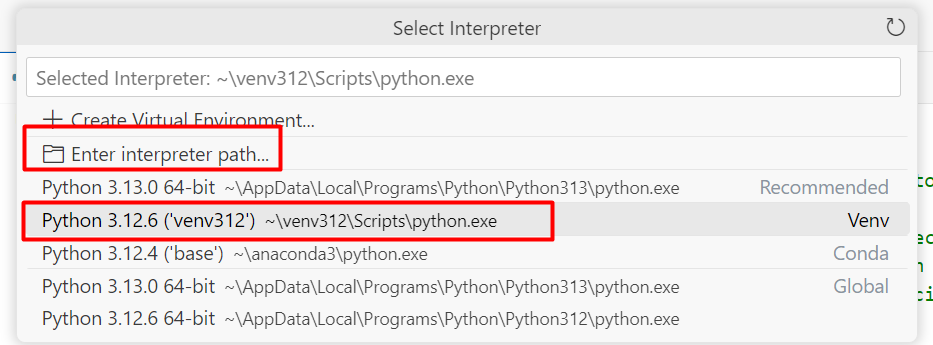 Select Interpreter
Selected Interpreter: ~\venv312\Scripts\python.exe
Create Virtual Environment...
Enter interpreter path...
Python 3.13.0 64-bit ~\AppData\Local\Programs\Python\Python313\python.exe Recommended
Python 3.12.6 ('venv312') ~\venv312\Scripts\python.exe Venv
Python 3.12.4 ('base') ~\anaconda3\python.exe Conda
Python 3.13.0 64-bit ~\AppData\Local\Programs\Python\Python313\python.exe Global
Python 3.12.6 64-bit ~\AppData\Local\Programs\Python\Python312\python.exe